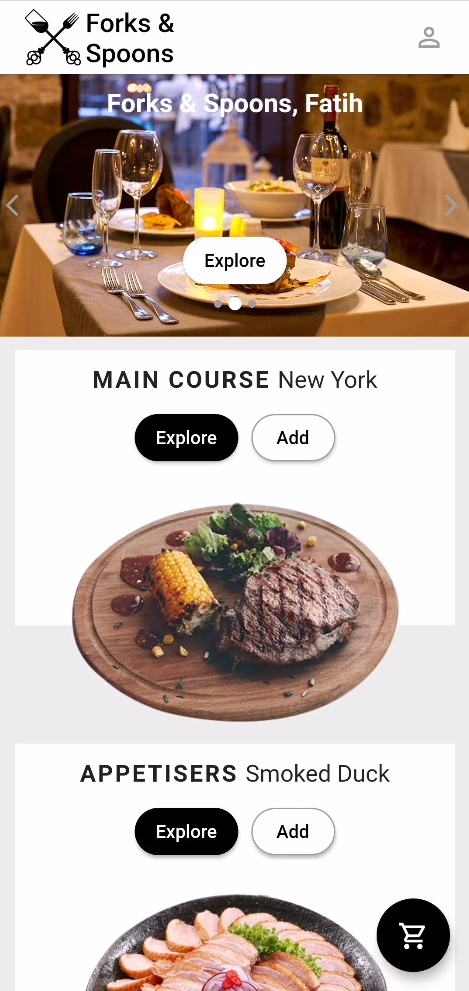 Forks &
Spoons
Forks & Spoons, Fatih
Explore
MAIN COURSE New York
Explore Add
APPETISERS Smoked Duck
Explore Add